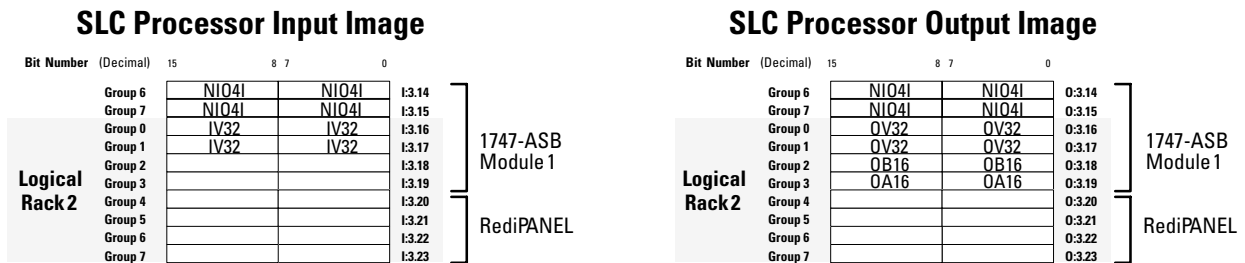 SLC Processor Input Image
Bit Number (Decimal) 15 8 7 0
Group 6 NIO4I NIO4I I:3.14
Group 7 NIO4I NIO4I I:3.15
Group 0 IV32 IV32 I:3.16
Group 1 IV32 IV32 I:3.17
Group 2 I:3.18
Group 3 I:3.19
Group 4 I:3.20
Group 5 I:3.21
Group 6 I:3.22
Group 7 I:3.23
Logical
Rack 2
1747-ASB
Module 1
RediPANEL
SLC Processor Output Image
Bit Number (Decimal) 15 8 7 0
Group 6 NIO4I NIO4I O:3.14
Group 7 NIO4I NIO4I O:3.15
Group 0 OV32 OV32 O:3.16
Group 1 OV32 OV32 O:3.17
Group 2 OB16 OB16 O:3.18
Group 3 OA16 OA16 O:3.19
Group 4 O:3.20
Group 5 O:3.21
Group 6 O:3.22
Group 7 O:3.23
Logical
Rack 2
1747-ASB
Module 1
RediPANEL